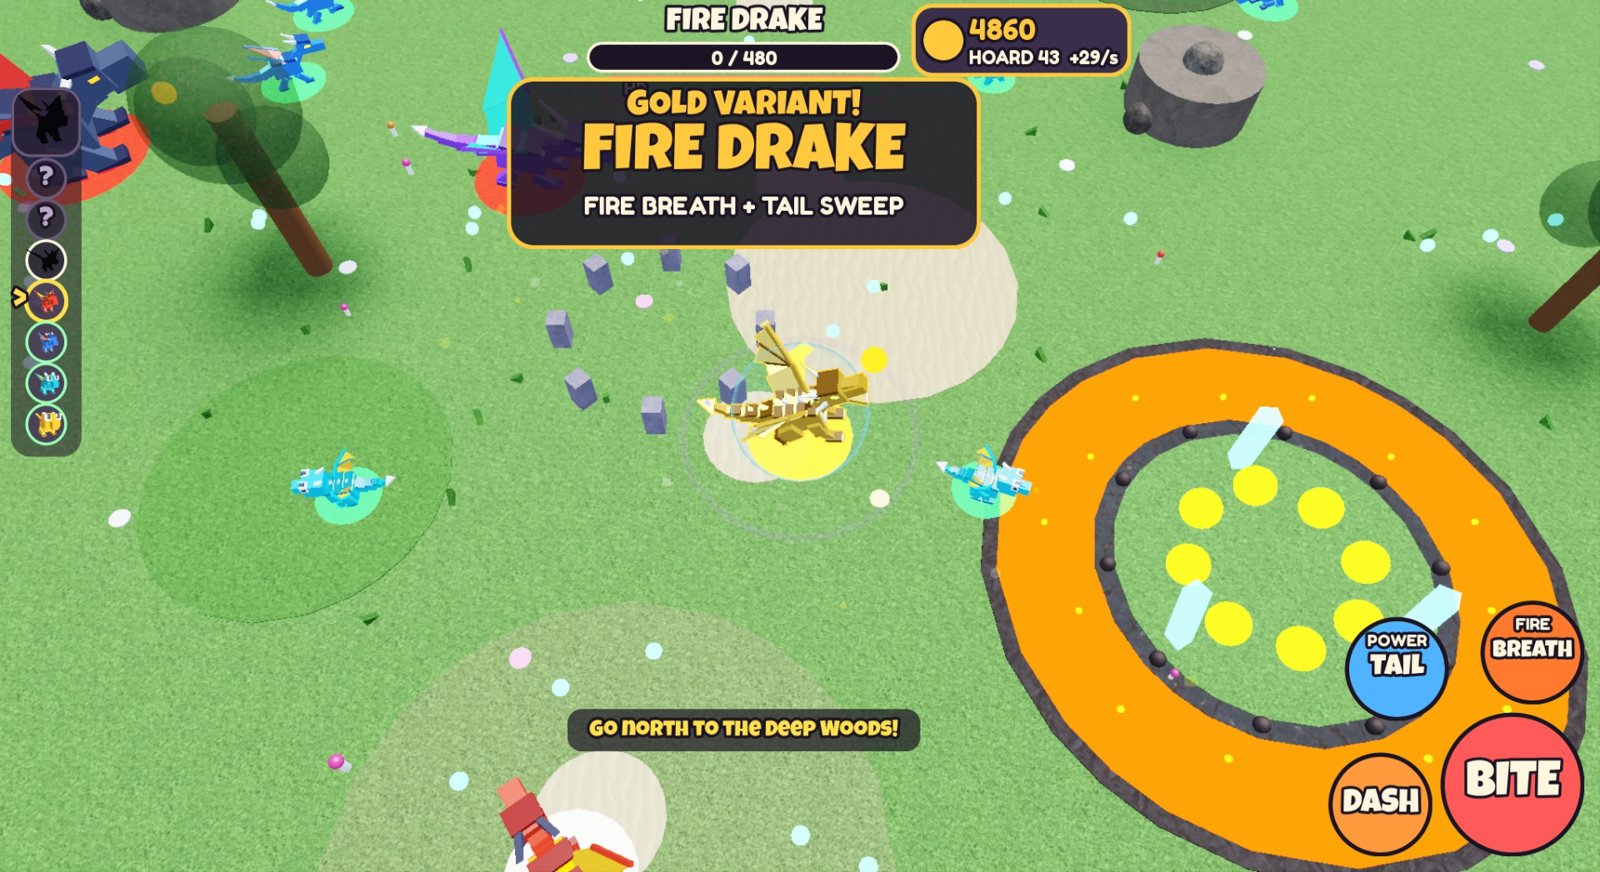 FIRE DRAKE
0 / 480
4860
HOARD 43 +29/s
GOLD VARIANT!
FIRE DRAKE
FIRE BREATH + TAIL SWEEP
?
?
>
GO NORTH TO THE DEEP WOODS!
POWER
TAIL
FIRE
BREATH
DASH
BITE